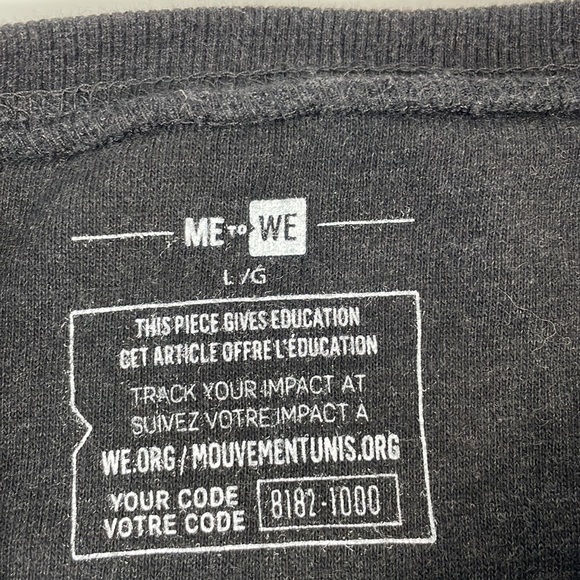 ME TO WE
L/G
THIS PIECE GIVES EDUCATION
CET ARTICLE OFFRE L'ÉDUCATION
TRACK YOUR IMPACT AT
SUIVEZ VOTRE IMPACT À
WE.ORG/MOUVEMENTUNIS.ORG
YOUR CODE
VOTRE CODE
8182-1000